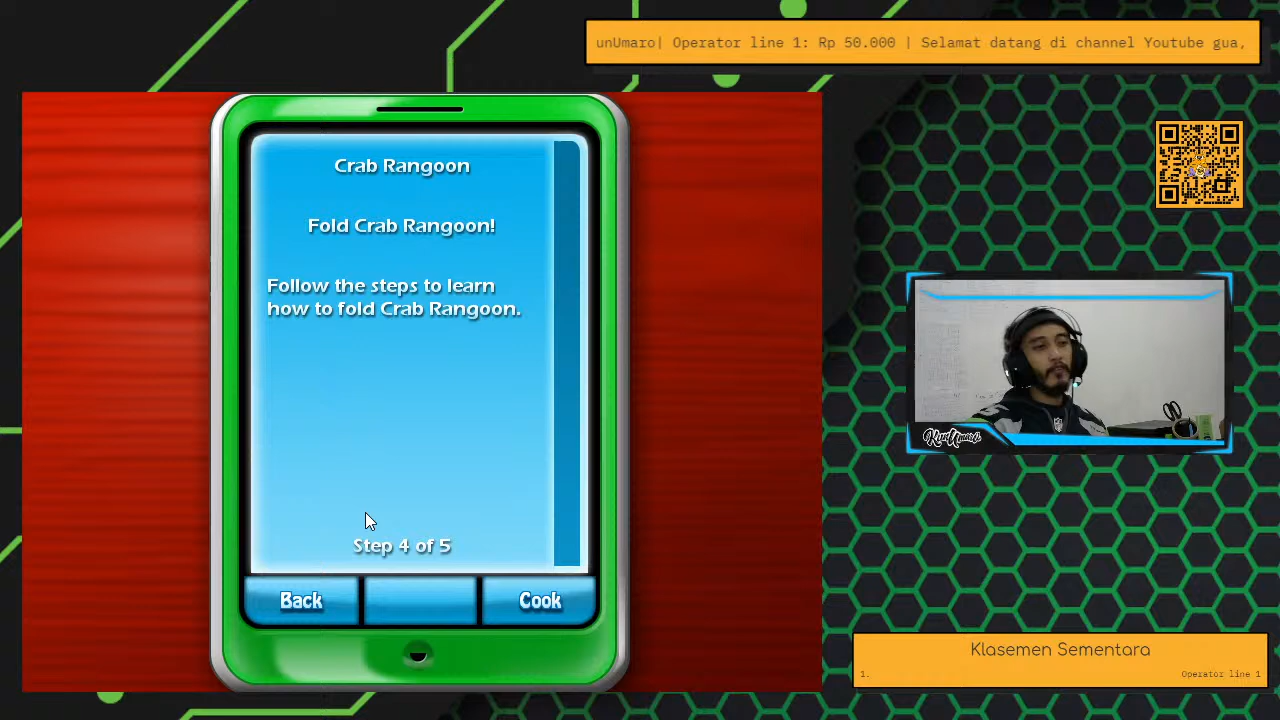 unUmaro| Operator line 1: Rp 50.000 | Selamat datang di channel Youtube gua,
Crab Rangoon
Fold Crab Rangoon!
Follow the steps to learn
how to fold Crab Rangoon.
Step 4 of 5
Back
Cook
Klasemen Sementara
1.
Operator line 1